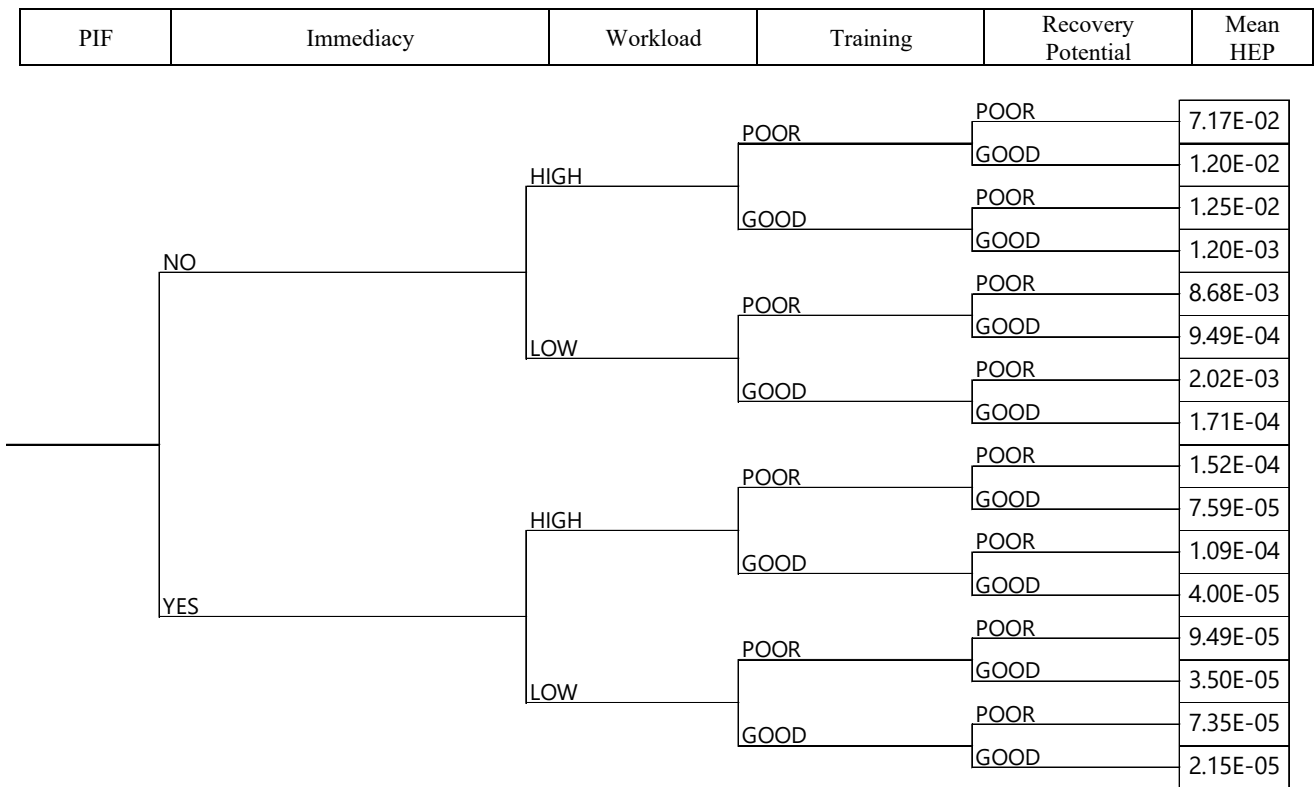 PIF Immediacy Workload Training Recovery Potential Mean HEP
POOR
7.17E-02
POOR
GOOD
1.20E-02
HIGH
POOR
1.25E-02
GOOD
GOOD
1.20E-03
NO
POOR
8.68E-03
POOR
GOOD
9.49E-04
LOW
POOR
2.02E-03
GOOD
GOOD
1.71E-04
POOR
1.52E-04
POOR
GOOD
7.59E-05
HIGH
POOR
1.09E-04
GOOD
GOOD
4.00E-05
YES
POOR
9.49E-05
POOR
GOOD
3.50E-05
LOW
POOR
7.35E-05
GOOD
GOOD
2.15E-05